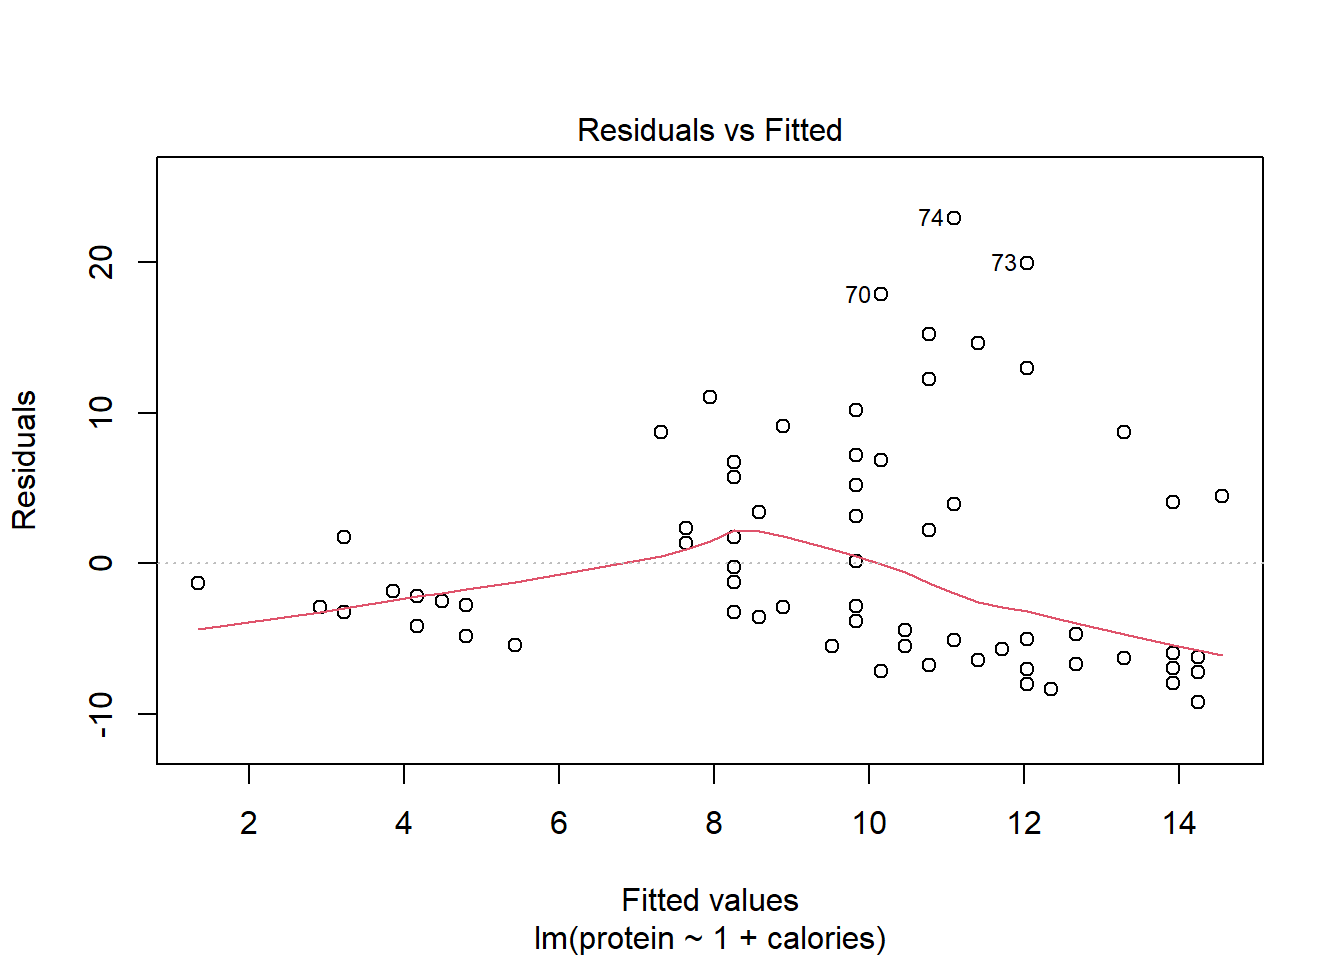 Residuals vs Fitted
Residuals
20
10
0
-10
74
73
70
2 4 6 8 10 12 14
Fitted values
lm(protein ~ 1 + calories)